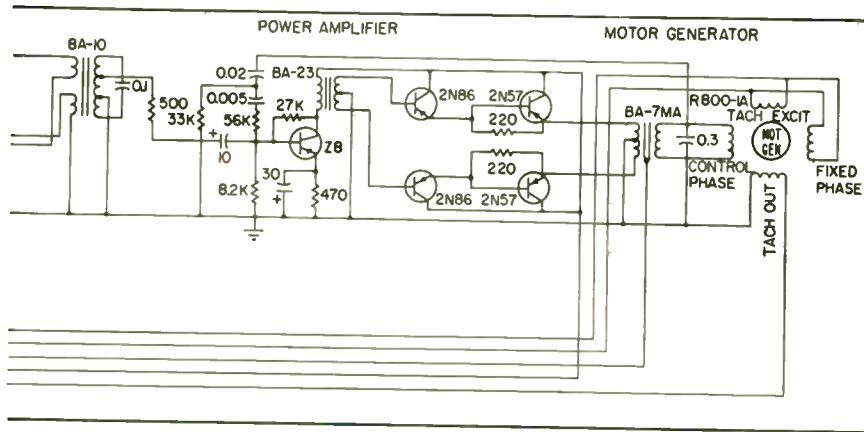 POWER AMPLIFIER
MOTOR GENERATOR
BA-10
0.1
500
33K
0.02
0.005
56K
+
10
8.2K
BA-23
27K
Z8
30
+
470
2N86
2N57
220
220
2N86
2N57
BA-7MA
0.3
R800-1A
TACH EXCIT
MOT
GEN
CONTROL
PHASE
TACH OUT
FIXED
PHASE